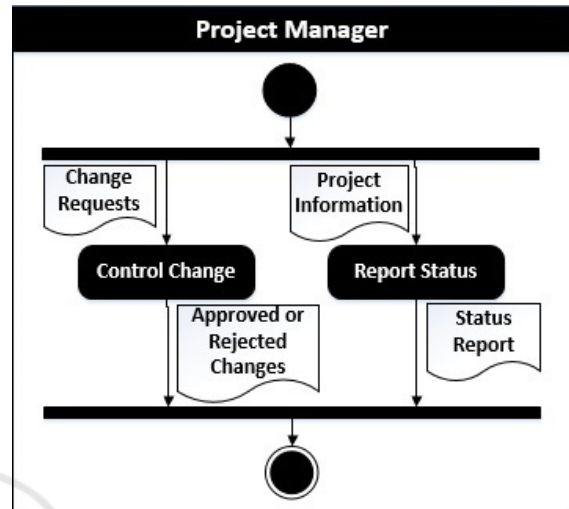 Project Manager
Change
Requests
Project
Information
Control Change
Report Status
Approved or
Rejected
Changes
Status
Report